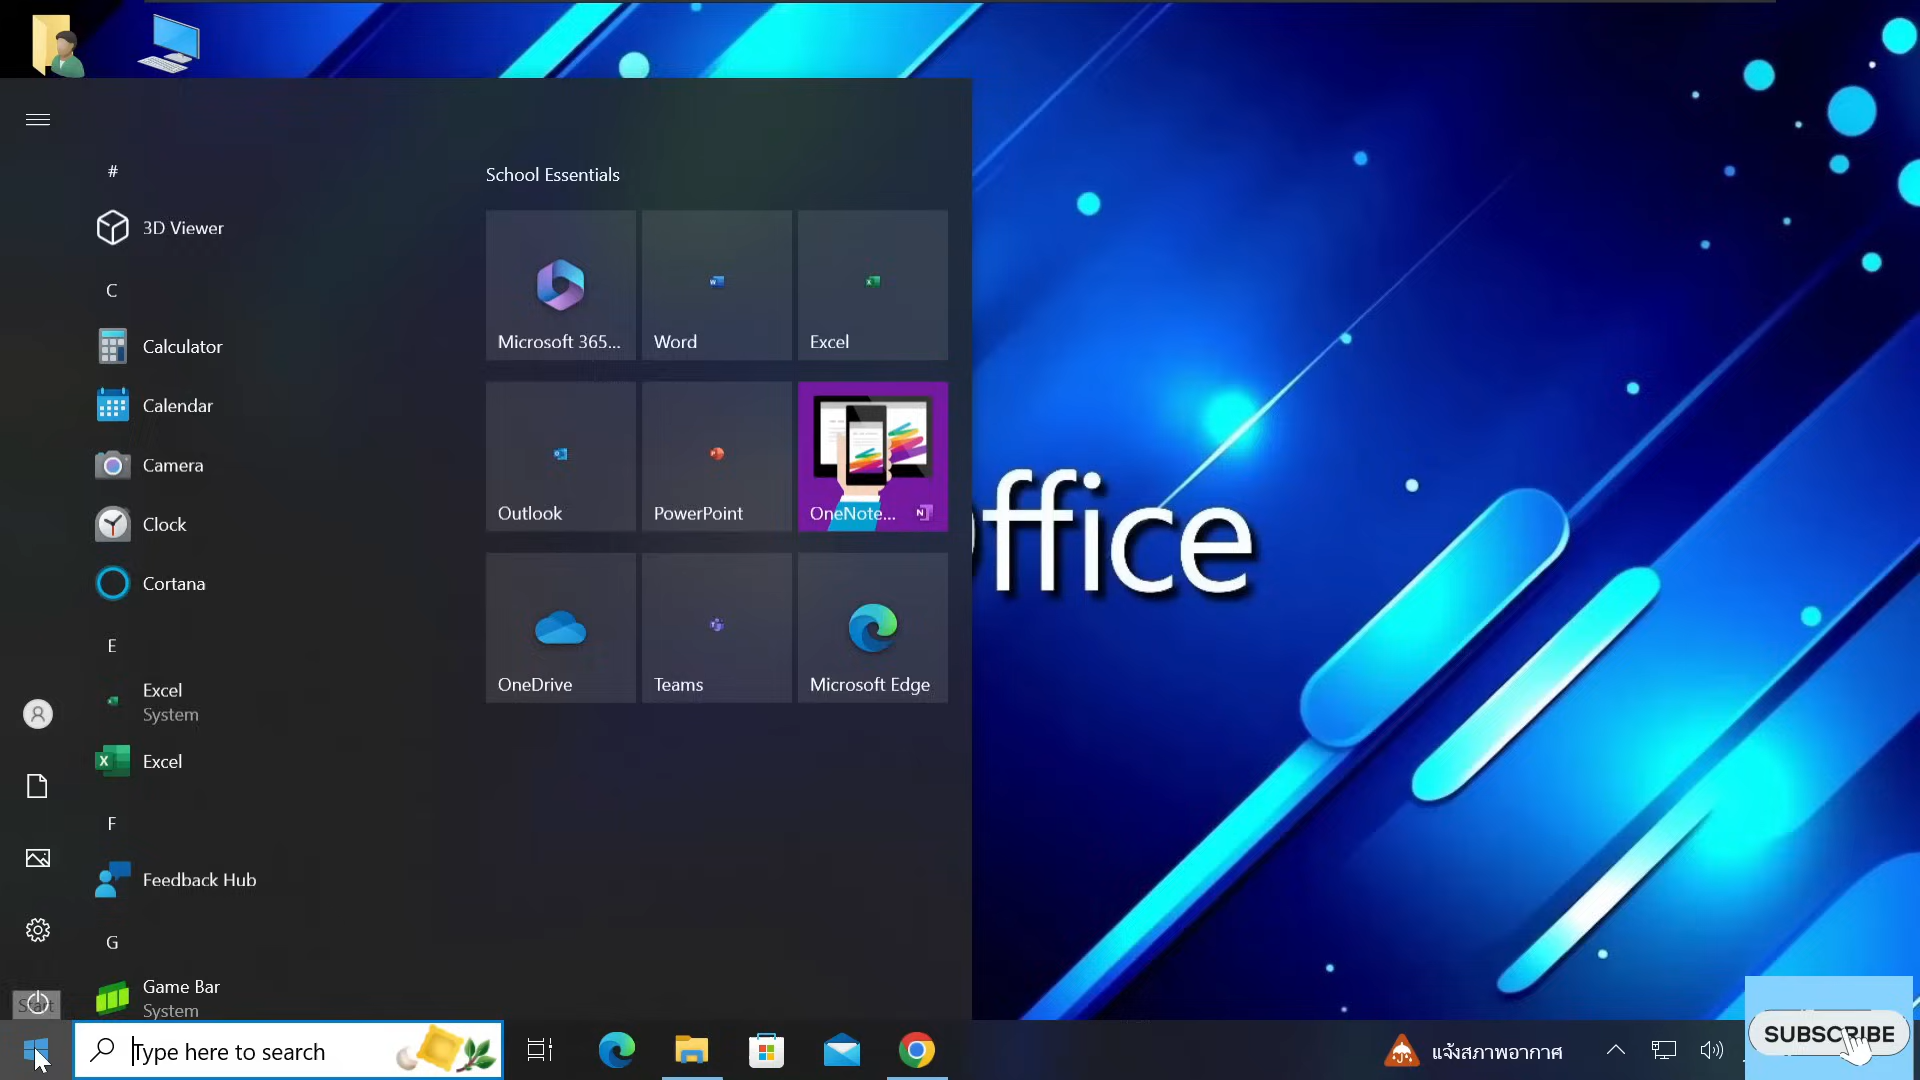 #
School Essentials
3D Viewer
C
Calculator
Calendar
Camera
Clock
Cortana
E
Excel
System
Excel
F
Feedback Hub
G
Game Bar
System
Microsoft 365...
Word
Excel
Outlook
PowerPoint
OneNote...
OneDrive
Teams
Microsoft Edge
ffice
Start
Type here to search
แจ้งสภาพอากาศ
SUBSCRIBE